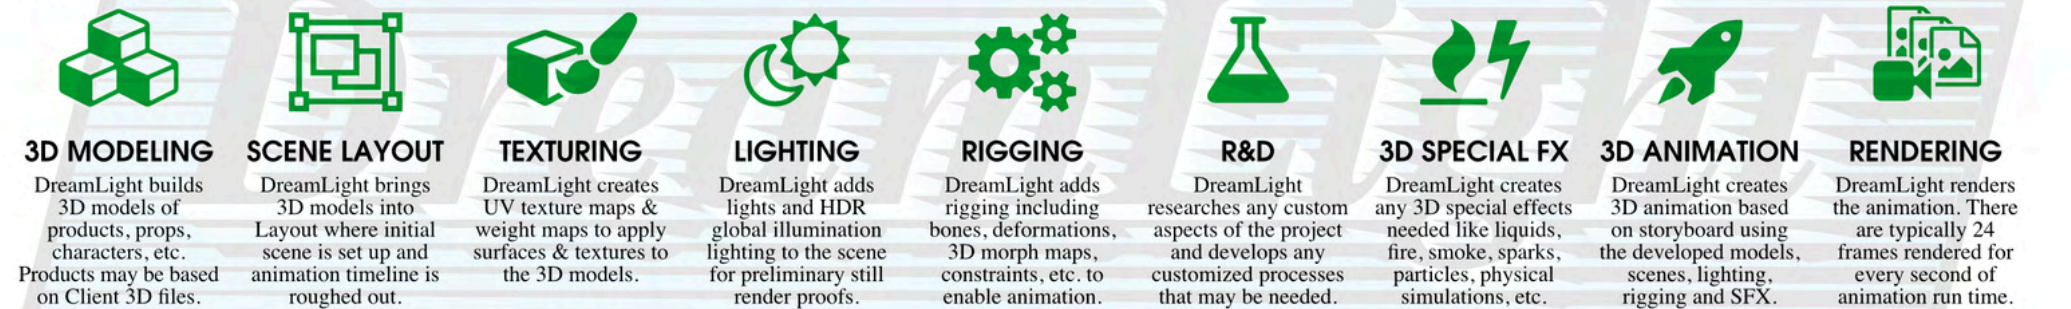 3D MODELING
DreamLight builds
3D models of
products, props,
characters, etc.
Products may be based
on Client 3D files.
SCENE LAYOUT
DreamLight brings
3D models into
Layout where initial
scene is set up and
animation timeline is
roughed out.
TEXTURING
DreamLight creates
UV texture maps &
weight maps to apply
surfaces & textures to
the 3D models.
LIGHTING
DreamLight adds
lights and HDR
global illumination
lighting to the scene
for preliminary still
render proofs.
RIGGING
DreamLight adds
rigging including
bones, deformations,
3D morph maps,
constraints, etc. to
enable animation.
R&D
DreamLight
researches any custom
aspects of the project
and develops any
customized processes
that may be needed.
3D SPECIAL FX
DreamLight creates
any 3D special effects
needed like liquids,
fire, smoke, sparks,
particles, physical
simulations, etc.
3D ANIMATION
DreamLight creates
3D animation based
on storyboard using
the developed models,
scenes, lighting,
rigging and SFX.
RENDERING
DreamLight renders
the animation. There
are typically 24
frames rendered for
every second of
animation run time.
DreamLight